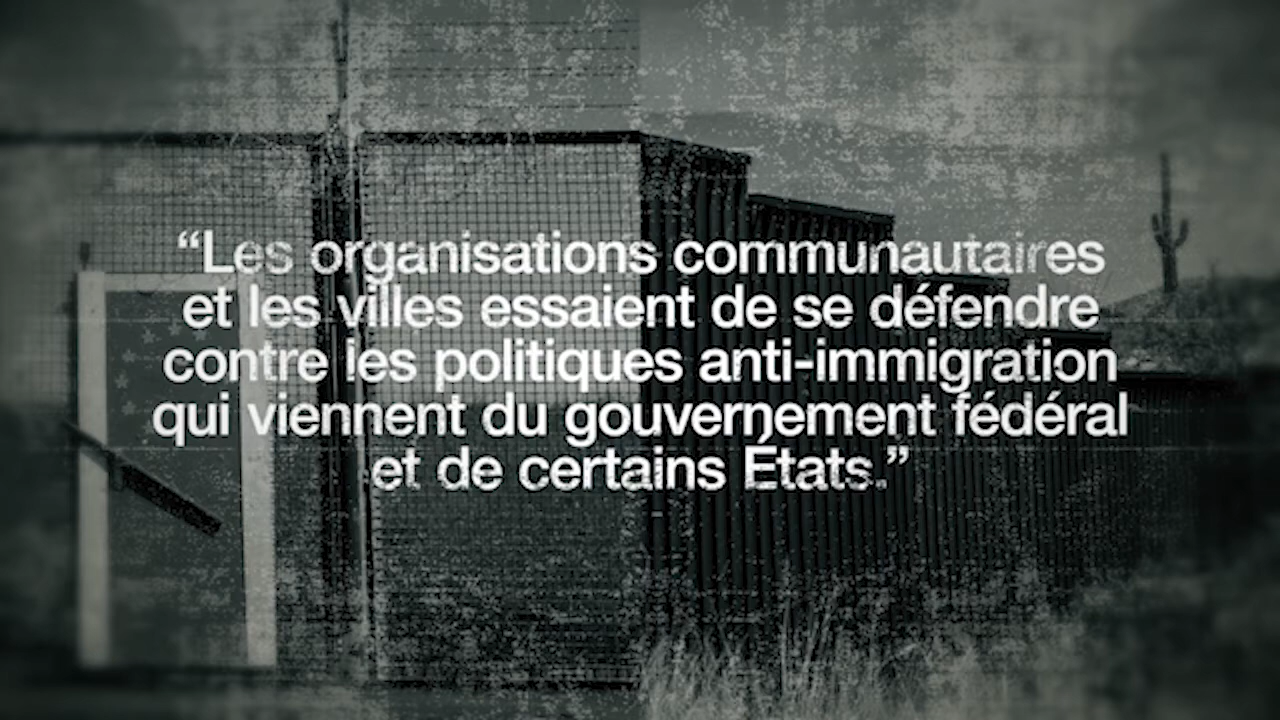 “Les organisations communautaires
et les villes essaient de se défendre
contre les politiques anti-immigration
qui viennent du gouvernement fédéral
et de certains États.”